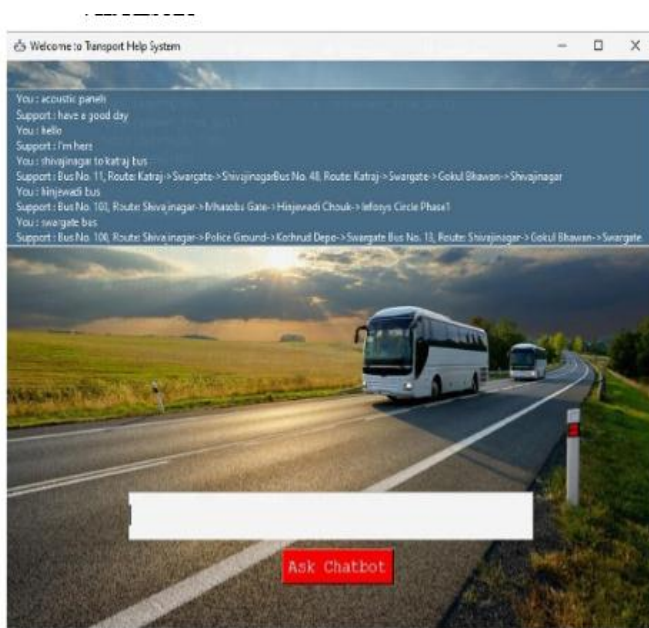 Welcome to Transport Help System
You : acoustic panels
Support : have a good day
You : hello
Support : I'm here
You : shivajinagar to katraj bus
Support : Bus No. 11, Route: Katraj->Swargate->ShivajinagarBus No. 48, Route: Katraj->Swargate->Gokul Bhawan->Shivajinagar
You : hinjewadi bus
Support : Bus No. 103, Route: Shivajinagar->Mhasoba Gate->Hinjewadi Chouk->Infosys Circle Phase1
You : swargate bus
Support : Bus No. 100, Route: Shivajinagar->Police Ground->Kothrud Depo->Swargate Bus No. 13, Route: Shivajinagar->Gokul Bhawan->Swargate
Ask Chatbot